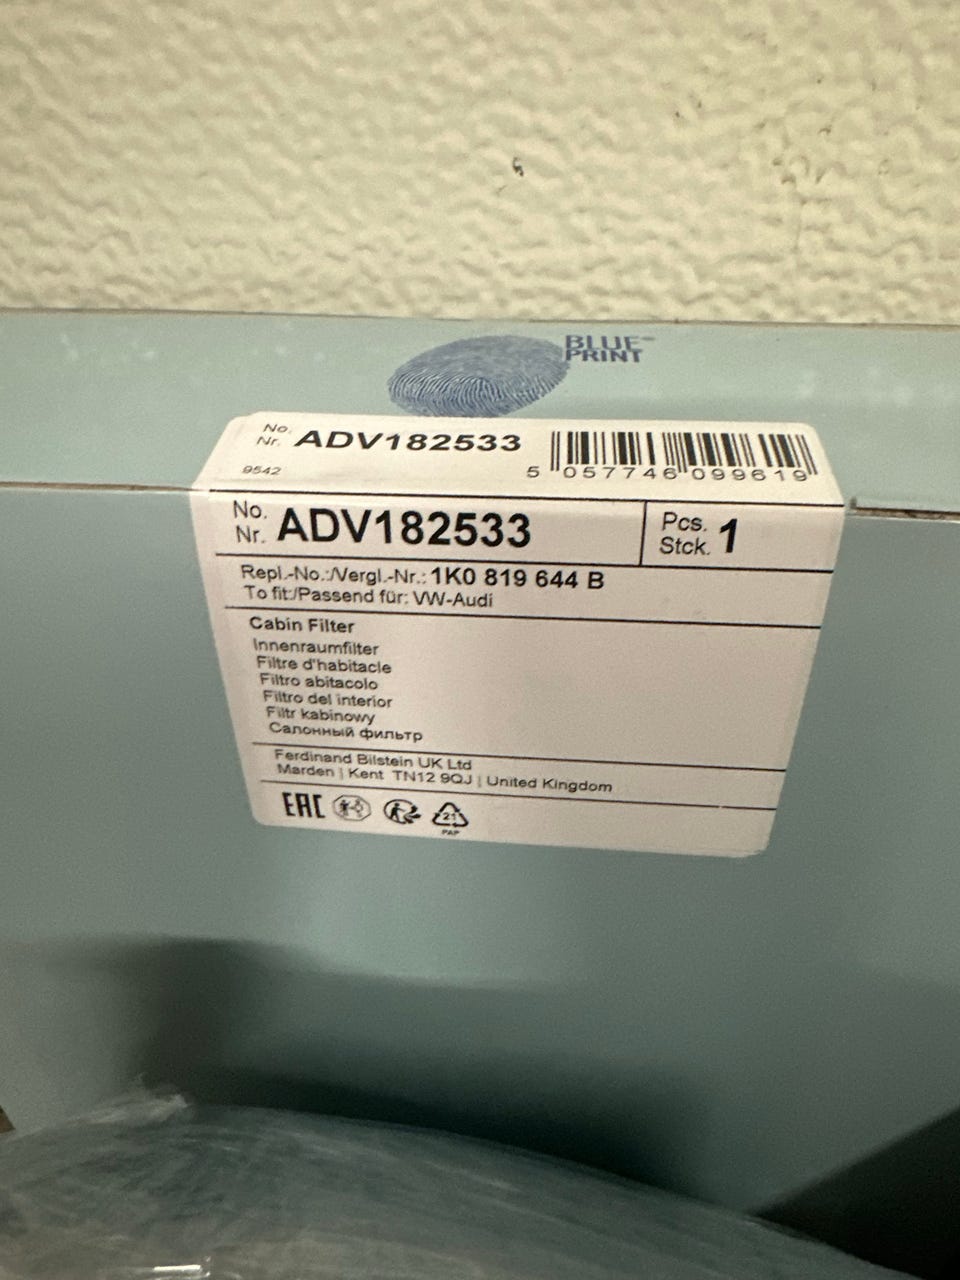 BLUE
PRINT
No.
Nr. ADV182533
9542
5 057746 099619
No.
Nr. ADV182533
Pcs.
Stck. 1
Repl.-No.:/Vergl.-Nr.: 1K0 819 644 B
To fit:/Passend für: VW-Audi
Cabin Filter
Innenraumfilter
Filtre d'habitacle
Filtro abitacolo
Filtro del interior
Filtr kabinowy
Салонный фильтр
Ferdinand Bilstein UK Ltd
Marden | Kent TN12 9QJ | United Kingdom
EAC
21
PAP